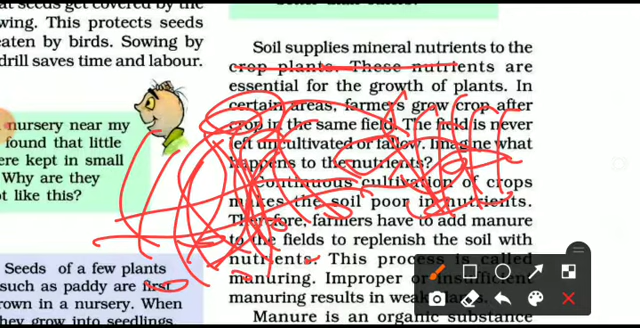 at seeds get covered by the
wing. This protects seeds
eaten by birds. Sowing by
drill saves time and labour.
nursery near my
found that little
ere kept in small
Why are they
t like this?
Seeds of a few plants
such as paddy are first
rown in a nursery. When
they grow into seedlings
Soil supplies mineral nutrients to the
crop plants. These nutrients are
essential for the growth of plants. In
certain areas, farmers grow crop after
crop in the same field. The field is never
left uncultivated or fallow. Imagine what
happens to the nutrients?
Continuous cultivation of crops
makes the soil poor in nutrients.
Therefore, farmers have to add manure
to the fields to replenish the soil with
nutrients. This process is called
manuring. Improper or insufficient
manuring results in weak plants.
Manure is an organic substance